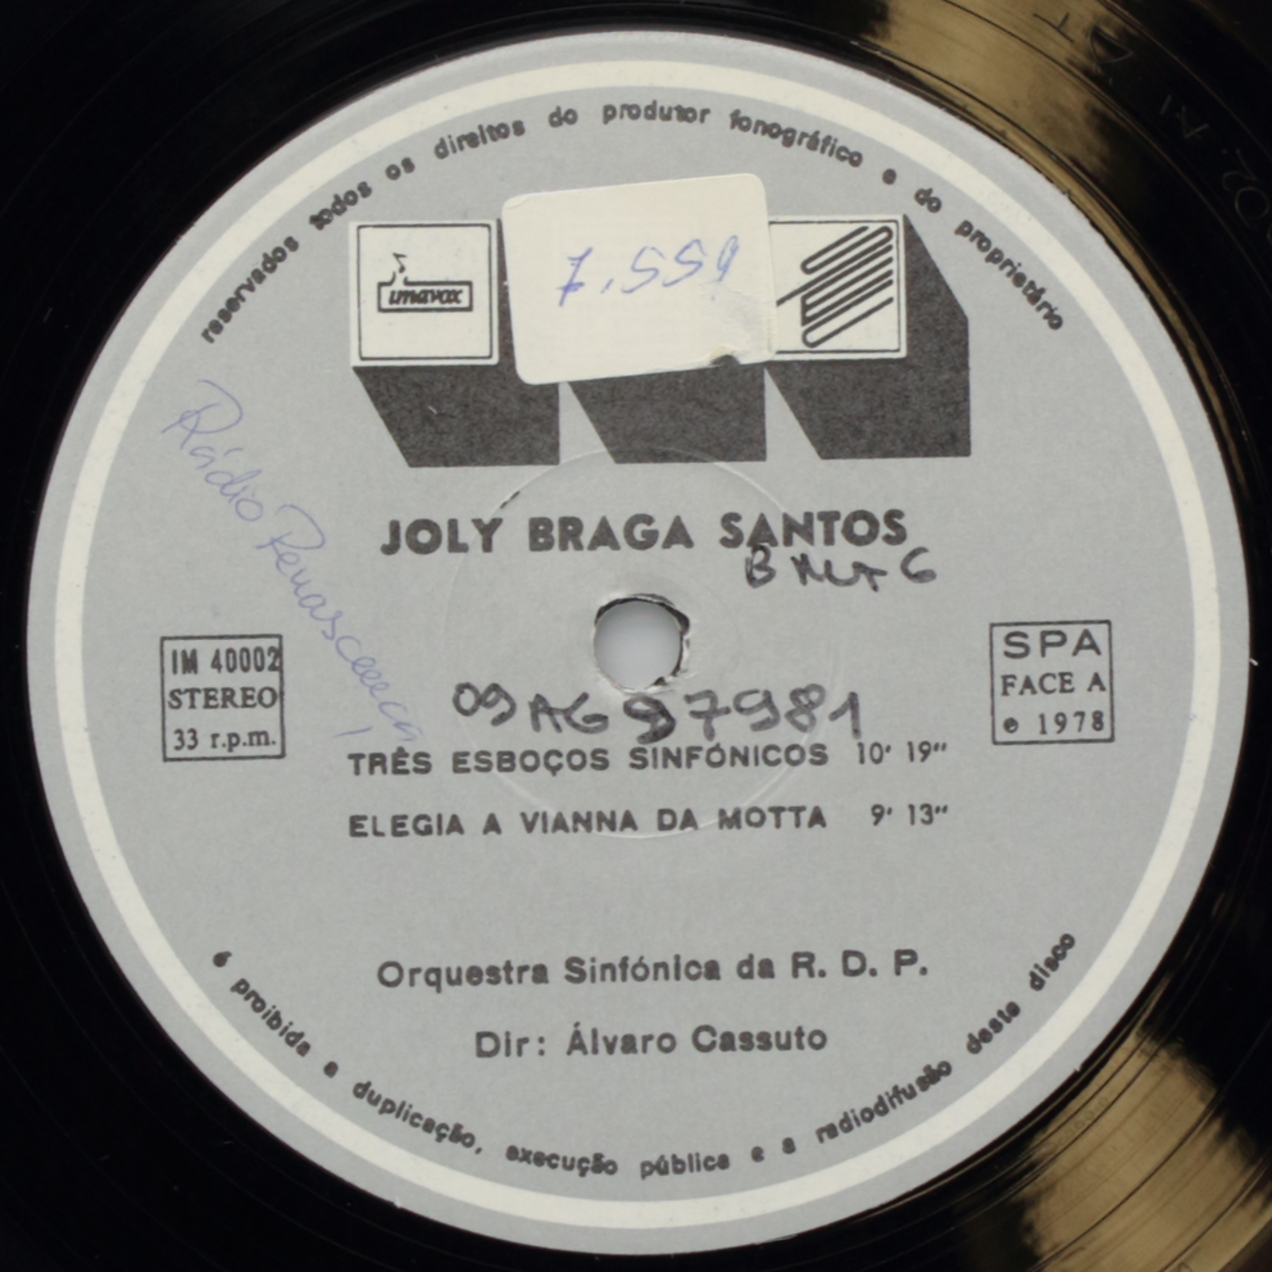 reservados todos os direitos do produtor fonográfico e do proprietário
imavox
7.559
Rádio Renascença
JOLY BRAGA SANTOS
IM 40002
STEREO
33 r.p.m.
SPA
FACE A
℗ 1978
TRÊS ESBOÇOS SINFÓNICOS 10' 19"
ELEGIA A VIANNA DA MOTTA 9' 13"
Orquestra Sinfónica da R. D. P.
Dir: Álvaro Cassuto
é proibida a duplicação, execução pública e a radiodifusão deste disco